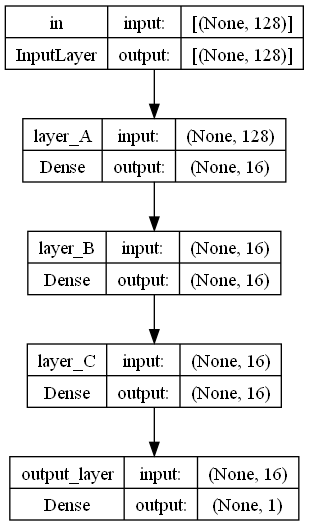 in input: [(None, 128)]
InputLayer output: [(None, 128)]
layer_A input: (None, 128)
Dense output: (None, 16)
layer_B input: (None, 16)
Dense output: (None, 16)
layer_C input: (None, 16)
Dense output: (None, 16)
output_layer input: (None, 16)
Dense output: (None, 1)